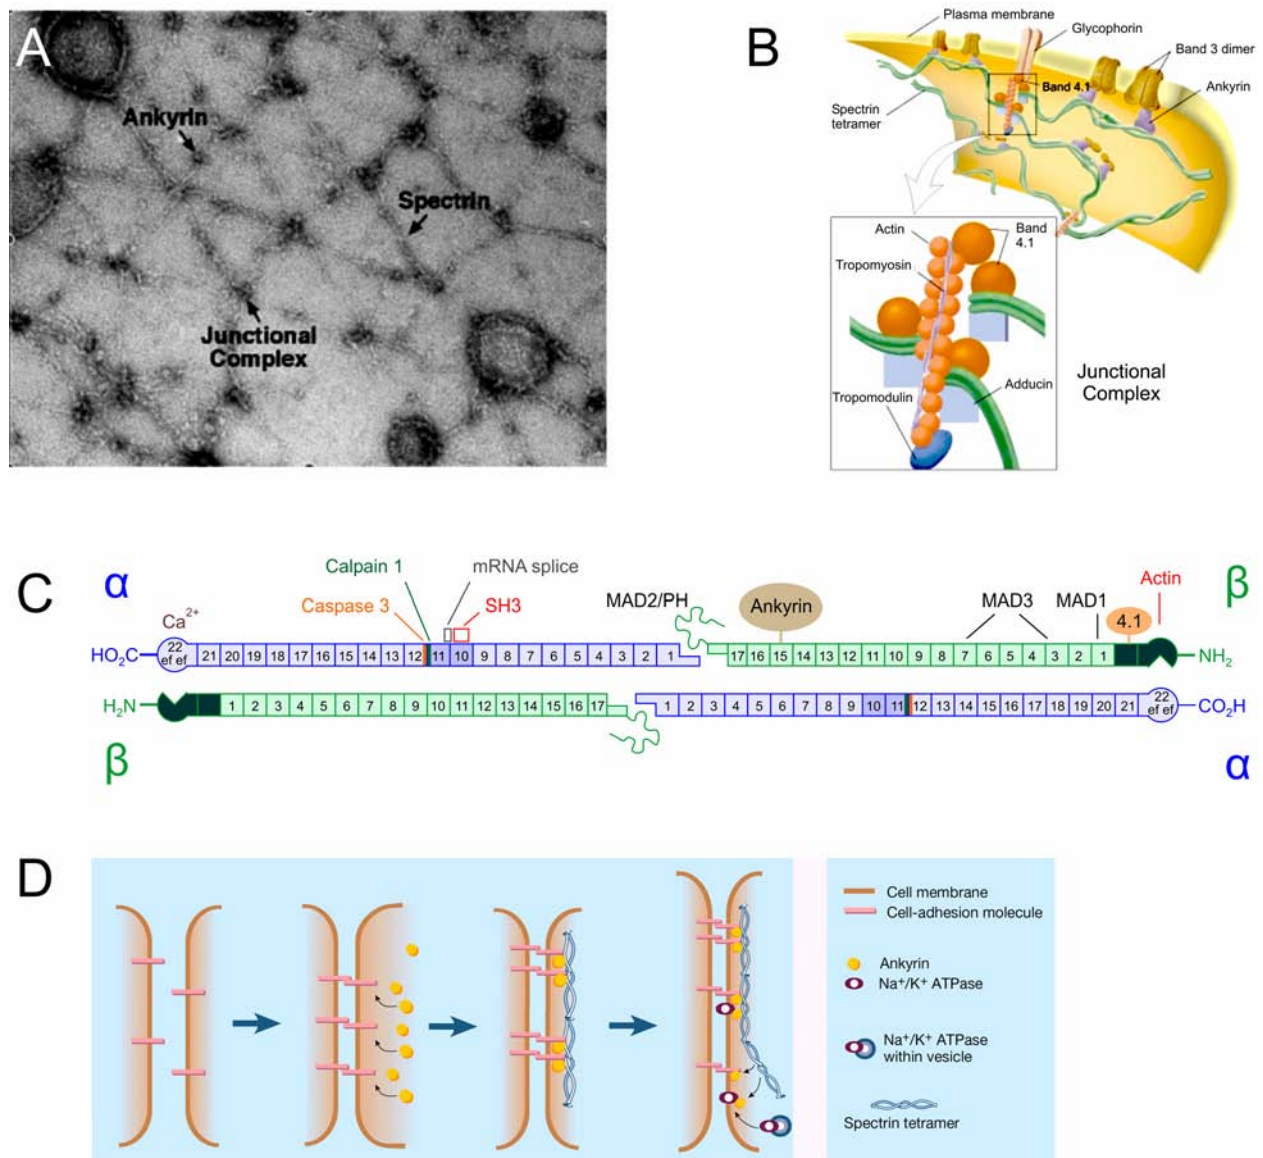 A
Ankyrin
Spectrin
Junctional
Complex
B
Plasma membrane
Glycophorin
Band 3 dimer
Band 4.1
Ankyrin
Spectrin
tetramer
Actin
Band
4.1
Tropomyosin
Adducin
Tropomodulin
Junctional
Complex
C
α
Calpain 1
mRNA splice
Caspase 3
SH3
Ca2+
MAD2/PH
Ankyrin
MAD3
MAD1
Actin
4.1
β
HO2C
22
ef ef
21 20 19 18 17 16 15 14 13 12 11 10 9 8 7 6 5 4 3 2 1
17 16 15 14 13 12 11 10 9 8 7 6 5 4 3 2 1
NH2
H2N
1 2 3 4 5 6 7 8 9 10 11 12 13 14 15 16 17
1 2 3 4 5 6 7 8 9 10 11 12 13 14 15 16 17 18 19 20 21
22
ef ef
CO2H
β
α
D
Cell membrane
Cell-adhesion molecule
Ankyrin
Na+/K+ ATPase
Na+/K+ ATPase
within vesicle
Spectrin tetramer